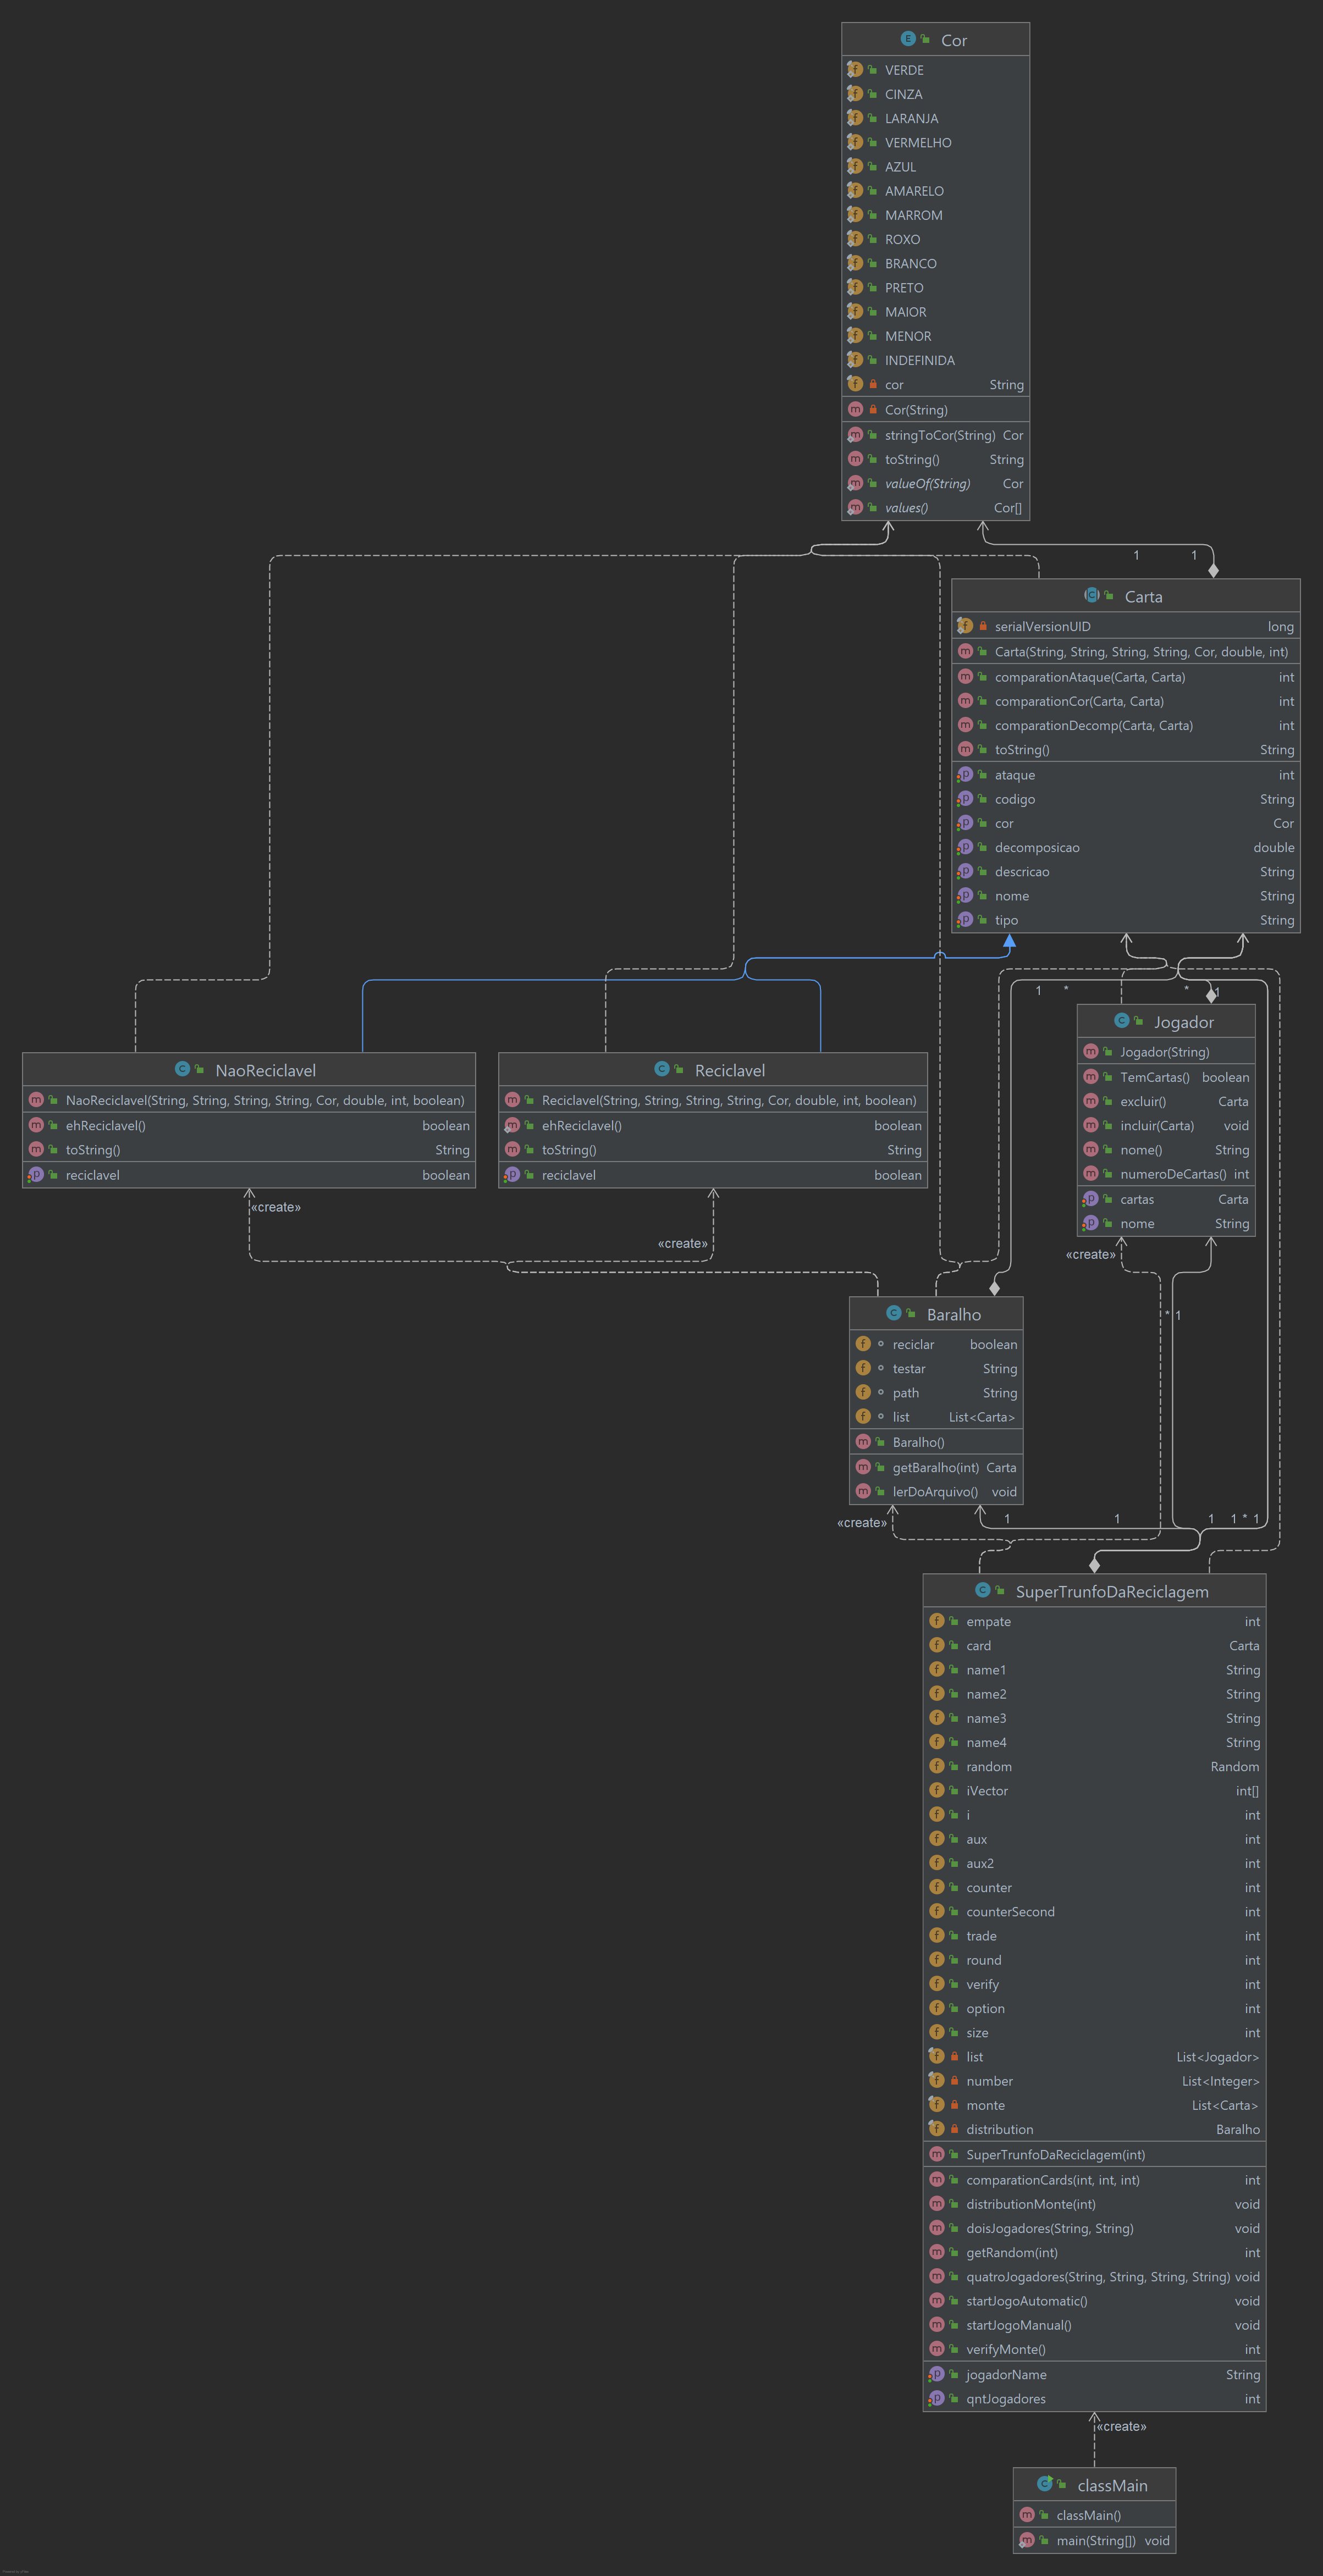 Cor
VERDE
CINZA
LARANJA
VERMELHO
AZUL
AMARELO
MARROM
ROXO
BRANCO
PRETO
MAIOR
MENOR
INDEFINIDA
cor String
Cor(String)
stringToCor(String) Cor
toString() String
valueOf(String) Cor
values() Cor[]
1 1
Carta
serialVersionUID long
Carta(String, String, String, String, Cor, double, int)
comparationAtaque(Carta, Carta) int
comparationCor(Carta, Carta) int
comparationDecomp(Carta, Carta) int
toString() String
ataque int
codigo String
cor Cor
decomposicao double
descricao String
nome String
tipo String
1 * * 1
Jogador
Jogador(String)
TemCartas() boolean
excluir() Carta
incluir(Carta) void
nome() String
numeroDeCartas() int
cartas Carta
nome String
NaoReciclavel
NaoReciclavel(String, String, String, String, Cor, double, int, boolean)
ehReciclavel() boolean
toString() String
reciclavel boolean
Reciclavel
Reciclavel(String, String, String, String, Cor, double, int, boolean)
ehReciclavel() boolean
toString() String
reciclavel boolean
«create»
«create»
«create»
* 1
Baralho
reciclar boolean
testar String
path String
list List<Carta>
Baralho()
getBaralho(int) Carta
lerDoArquivo() void
«create» 1 1 1 1 * 1
SuperTrunfoDaReciclagem
empate int
card Carta
name1 String
name2 String
name3 String
name4 String
random Random
iVector int[]
i int
aux int
aux2 int
counter int
counterSecond int
trade int
round int
verify int
option int
size int
list List<Jogador>
number List<Integer>
monte List<Carta>
distribution Baralho
SuperTrunfoDaReciclagem(int)
comparationCards(int, int, int) int
distributionMonte(int) void
doisJogadores(String, String) void
getRandom(int) int
quatroJogadores(String, String, String, String) void
startJogoAutomatic() void
startJogoManual() void
verifyMonte() int
jogadorName String
qntJogadores int
«create»
classMain
classMain()
main(String[]) void